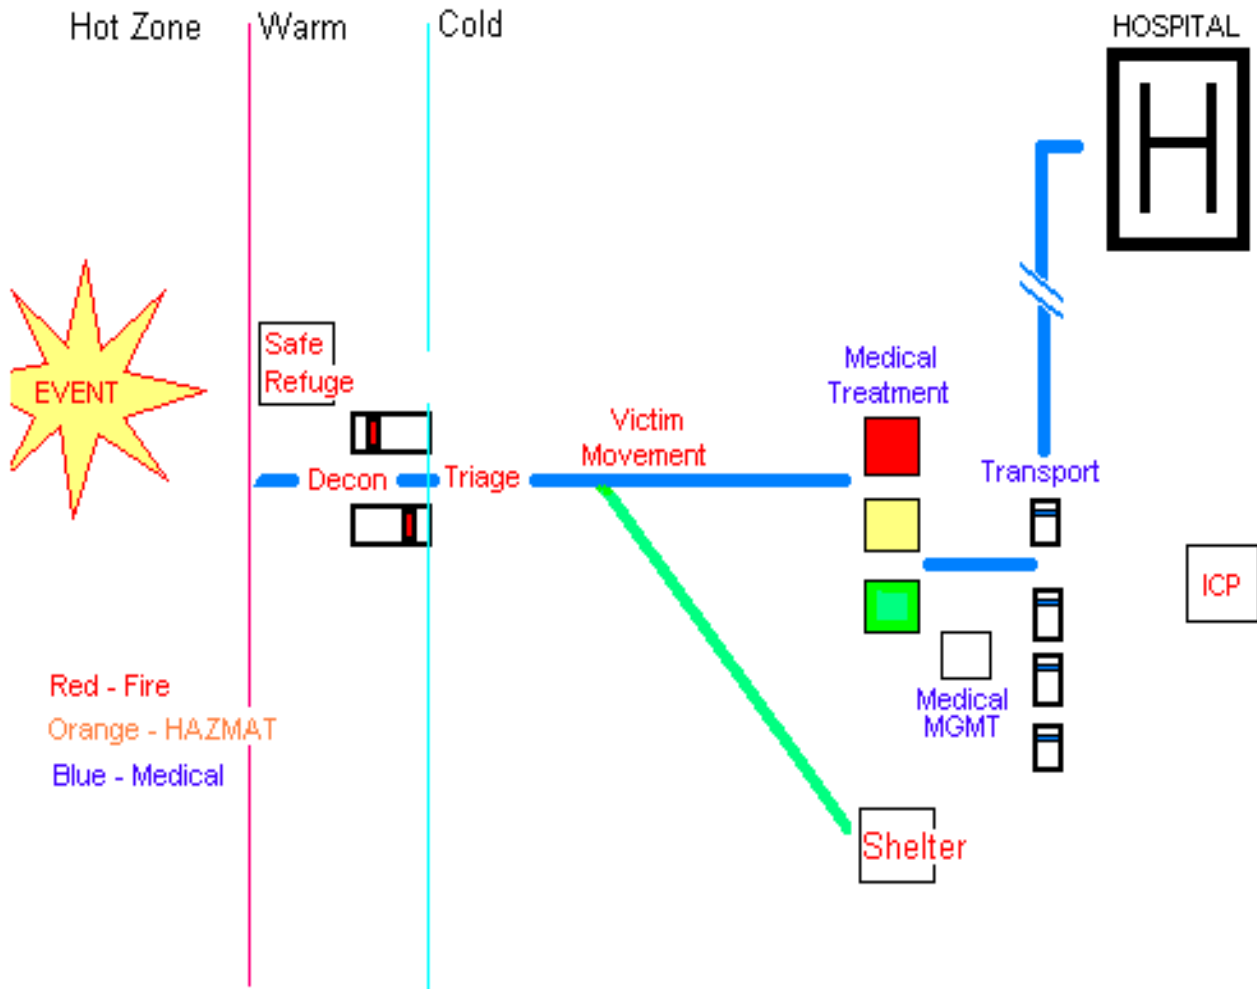 Hot Zone
Warm
Cold
HOSPITAL
H
EVENT
Safe
Refuge
Decon
Triage
Victim
Movement
Medical
Treatment
Transport
ICP
Medical
MGMT
Shelter
Red - Fire
Orange - HAZMAT
Blue - Medical